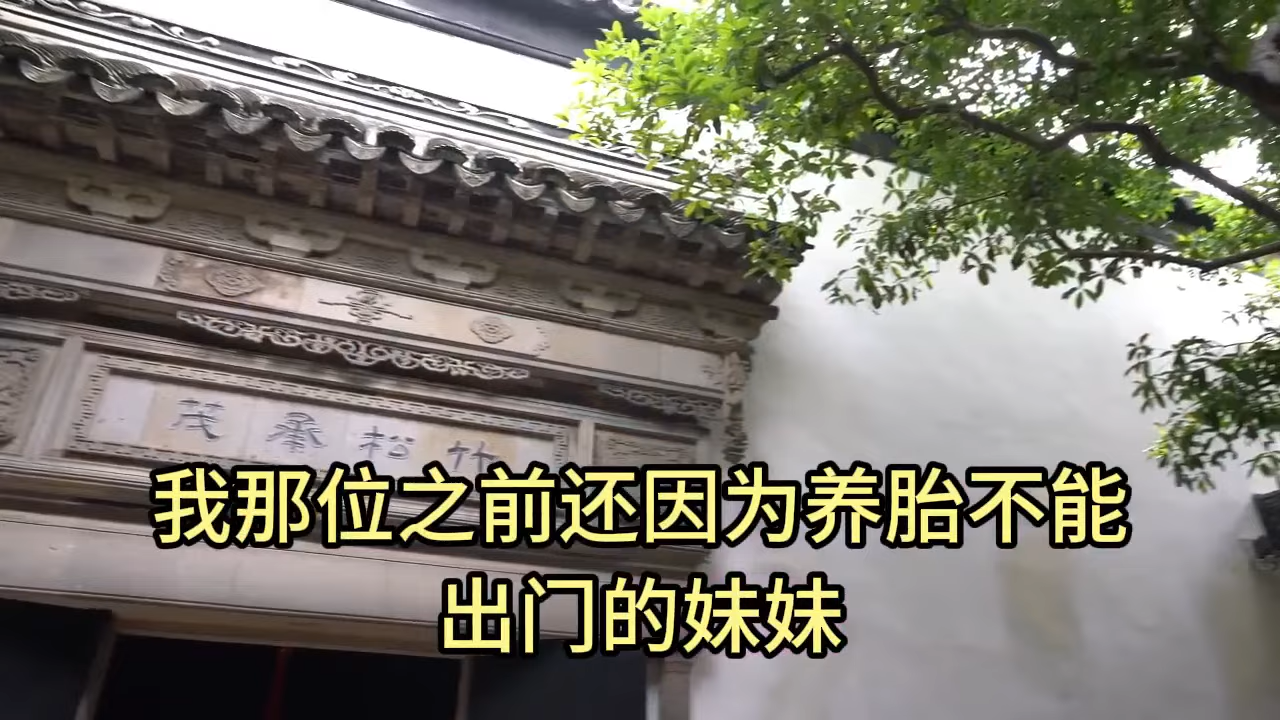 竹松承茂
我那位之前还因为养胎不能
出门的妹妹